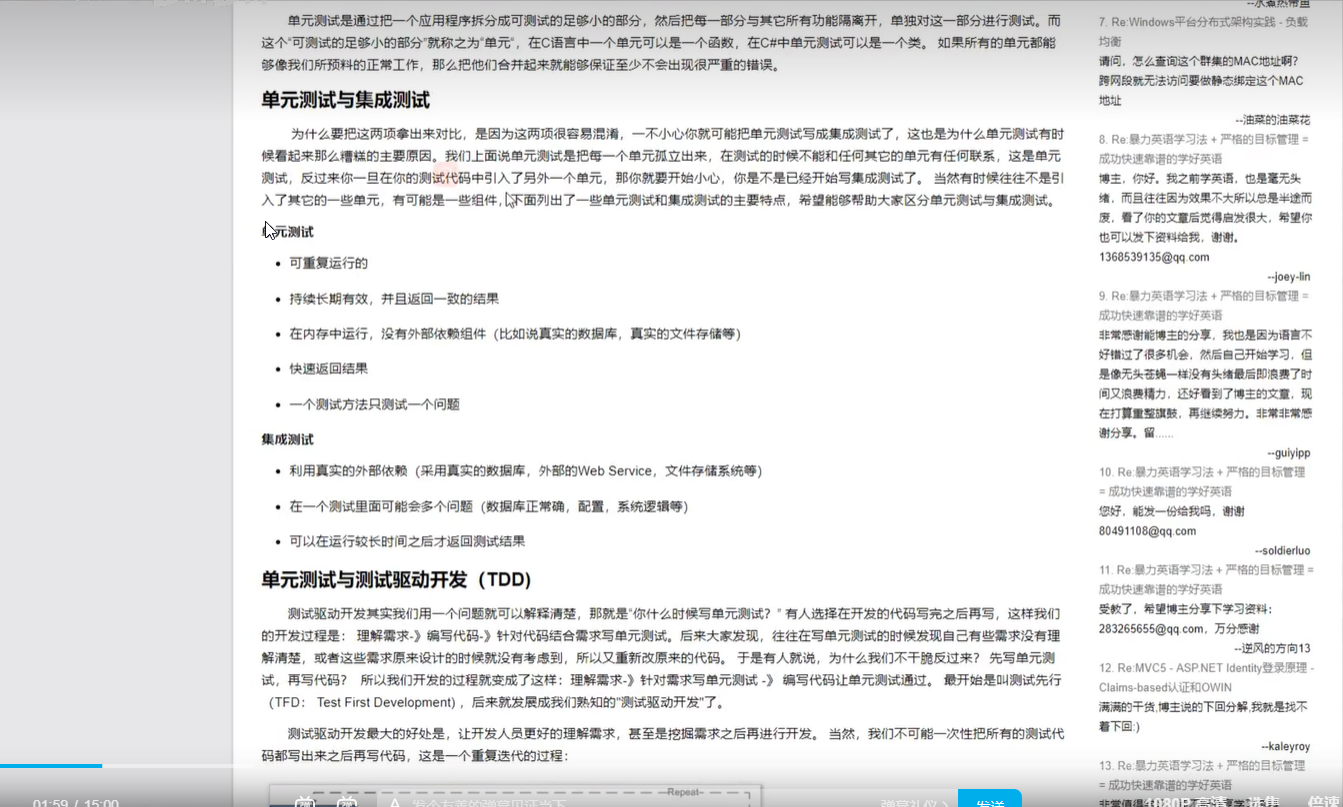 单元测试是通过把一个应用程序拆分成可测试的足够小的部分，然后把每一部分与其它所有功能隔离开，单独对这一部分进行测试。而
这个“可测试的足够小的部分”就称之为“单元”，在C语言中一个单元可以是一个函数，在C#中单元测试可以是一个类。 如果所有的单元都能
够像我们所预料的正常工作，那么把他们合并起来就能够保证至少不会出现很严重的错误。
单元测试与集成测试
为什么要把这两项拿出来对比，是因为这两项很容易混淆，一不小心你就可能把单元测试写成集成测试了，这也是为什么单元测试有时
候看起来那么糟糕的主要原因。我们上面说单元测试是把每一个单元孤立出来，在测试的时候不能和任何其它的单元有任何联系，这是单元
测试，反过来你一旦在你的测试代码中引入了另外一个单元，那你就要开始小心，你是不是已经开始写集成测试了。 当然有时候往往不是引
入了其它的一些单元，有可能是一些组件，下面列出了一些单元测试和集成测试的主要特点，希望能够帮助大家区分单元测试与集成测试。
单元测试
可重复运行的
持续长期有效，并且返回一致的结果
在内存中运行，没有外部依赖组件（比如说真实的数据库，真实的文件存储等）
快速返回结果
一个测试方法只测试一个问题
集成测试
利用真实的外部依赖（采用真实的数据库，外部的Web Service，文件存储系统等）
在一个测试里面可能会多个问题（数据库正常确，配置，系统逻辑等）
可以在运行较长时间之后才返回测试结果
单元测试与测试驱动开发（TDD)
测试驱动开发其实我们用一个问题就可以解释清楚，那就是“你什么时候写单元测试？” 有人选择在开发的代码写完之后再写，这样我们
的开发过程是： 理解需求-》编写代码-》针对代码结合需求写单元测试。后来大家发现，往往在写单元测试的时候发现自己有些需求没有理
解清楚，或者这些需求原来设计的时候就没有考虑到，所以又重新改原来的代码。 于是有人就说，为什么我们不干脆反过来？ 先写单元测
试，再写代码？ 所以我们开发的过程就变成了这样：理解需求-》针对需求写单元测试 -》 编写代码让单元测试通过。 最开始是叫测试先行
（TFD： Test First Development) ，后来就发展成我们熟知的"测试驱动开发"了。
测试驱动开发最大的好处是，让开发人员更好的理解需求，甚至是挖掘需求之后再进行开发。 当然，我们不可能一次性把所有的测试代
码都写出来之后再写代码，这是一个重复迭代的过程：
Repeat
--水煮热带鱼
7. Re:Windows平台分布式架构实践 - 负载
均衡
请问，怎么查询这个群集的MAC地址啊?
跨网段就无法访问要做静态绑定这个MAC
地址
--油菜的油菜花
8. Re:暴力英语学习法 + 严格的目标管理 =
成功快速靠谱的学好英语
博主，你好。我之前学英语，也是毫无头
绪，而且往往因为效果不大所以总是半途而
废，看了你的文章后觉得启发很大，希望你
也可以发下资料给我，谢谢。
1368539135@qq.com
--joey-lin
9. Re:暴力英语学习法 + 严格的目标管理 =
成功快速靠谱的学好英语
非常感谢能博主的分享，我也是因为语言不
好错过了很多机会，然后自己开始学习，但
是像无头苍蝇一样没有头绪最后即浪费了时
间又浪费精力，还好看到了博主的文章，现
在打算重整旗鼓，再继续努力。非常非常感
谢分享。留......
--guiyipp
10. Re:暴力英语学习法 + 严格的目标管理
= 成功快速靠谱的学好英语
您好，能发一份给我吗，谢谢
80491108@qq.com
--soldierluo
11. Re:暴力英语学习法 + 严格的目标管理 =
成功快速靠谱的学好英语
受教了，希望博主分享下学习资料：
283265655@qq.com，万分感谢
--逆风的方向13
12. Re:MVC5 - ASP.NET Identity登录原理 -
Claims-based认证和OWIN
满满的干货,博主说的下回分解,我就是找不
着下回:)
--kaleyroy
13. Re:暴力英语学习法 + 严格的目标管理
= 成功快速靠谱的学好英语
01:59 / 15:00
发个友善的弹幕见证当下
弹幕礼仪 >
发送
1080P 高清
选集
倍速